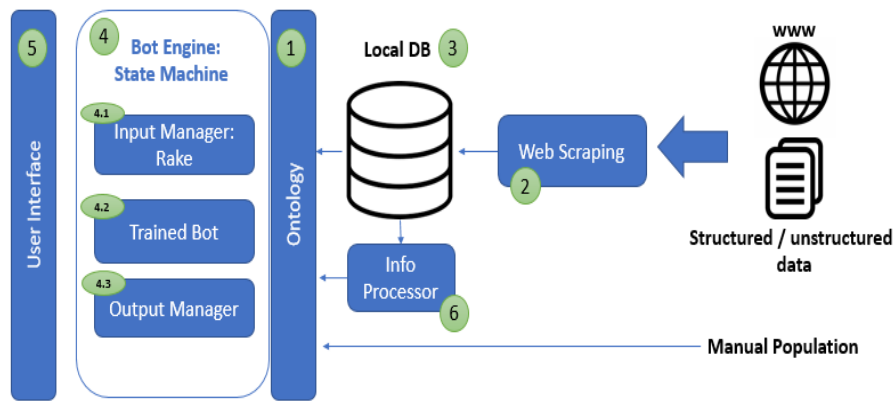 5
User Interface
4
Bot Engine:
State Machine
4.1
Input Manager:
Rake
4.2
Trained Bot
4.3
Output Manager
1
Ontology
Local DB
3
Web Scraping
2
Info
Processor
6
www
Structured / unstructured
data
Manual Population